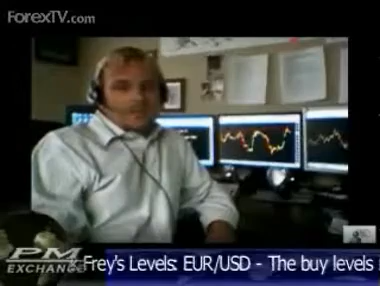 ForexTV.com
PM
EXCHANGE
Frey's Levels: EUR/USD - The buy levels